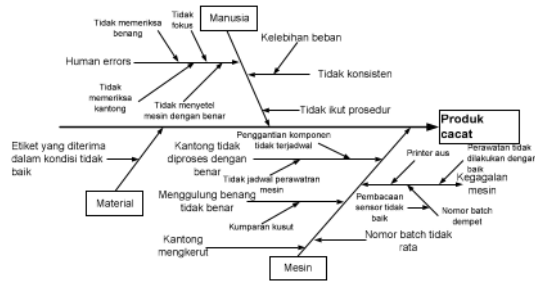 Tidak memeriksa
benang
Tidak
fokus
Manusia
Kelebihan beban
Human errors
Tidak konsisten
Tidak
memeriksa
kantong
Tidak menyetel
mesin dengan benar
Tidak ikut prosedur
Produk
cacat
Etiket yang diterima
dalam kondisi tidak
baik
Material
Kantong tidak
diproses dengan
benar
Penggantian komponen
tidak terjadwal
Tidak jadwal perawatran
mesin
Menggulung benang
tidak benar
Kumparan kusut
Kantong
mengkerut
Mesin
Printer aus
Perawatan tidak
dilakukan dengan
baik
Kegagalan
mesin
Pembacaan
sensor tidak
baik
Nomor batch
dempet
Nomor batch tidak
rata